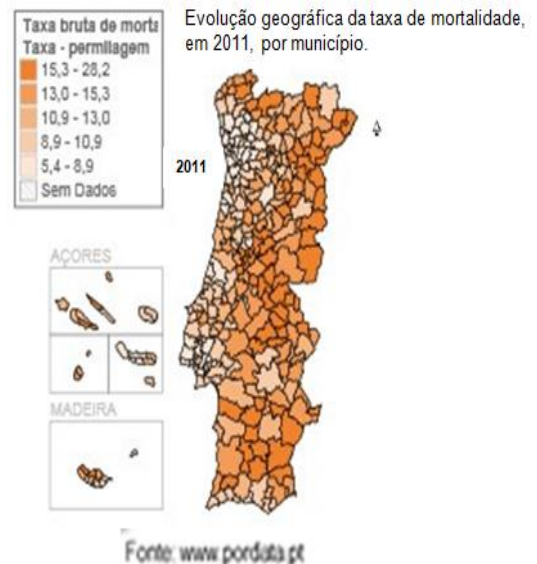 Evolução geográfica da taxa de mortalidade,
em 2011, por município.
Taxa bruta de morta
Taxa - permilagem
15,3 - 28,2
13,0 - 15,3
10,9 - 13,0
8,9 - 10,9
5,4 - 8,9
Sem Dados
2011
AÇORES
MADEIRA
Fonte: www.pordata.pt